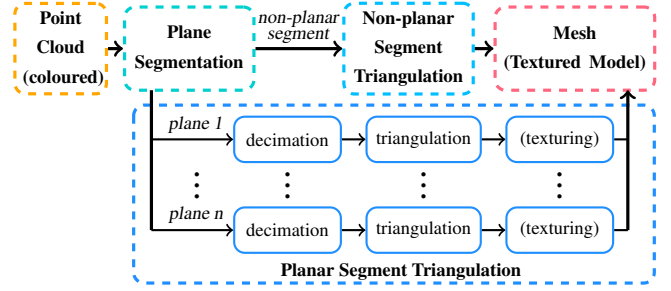 Point
Cloud
(coloured)
Plane
Segmentation
non-planar
segment
Non-planar
Segment
Triangulation
Mesh
(Textured Model)
plane 1
decimation
triangulation
(texturing)
plane n
decimation
triangulation
(texturing)
Planar Segment Triangulation